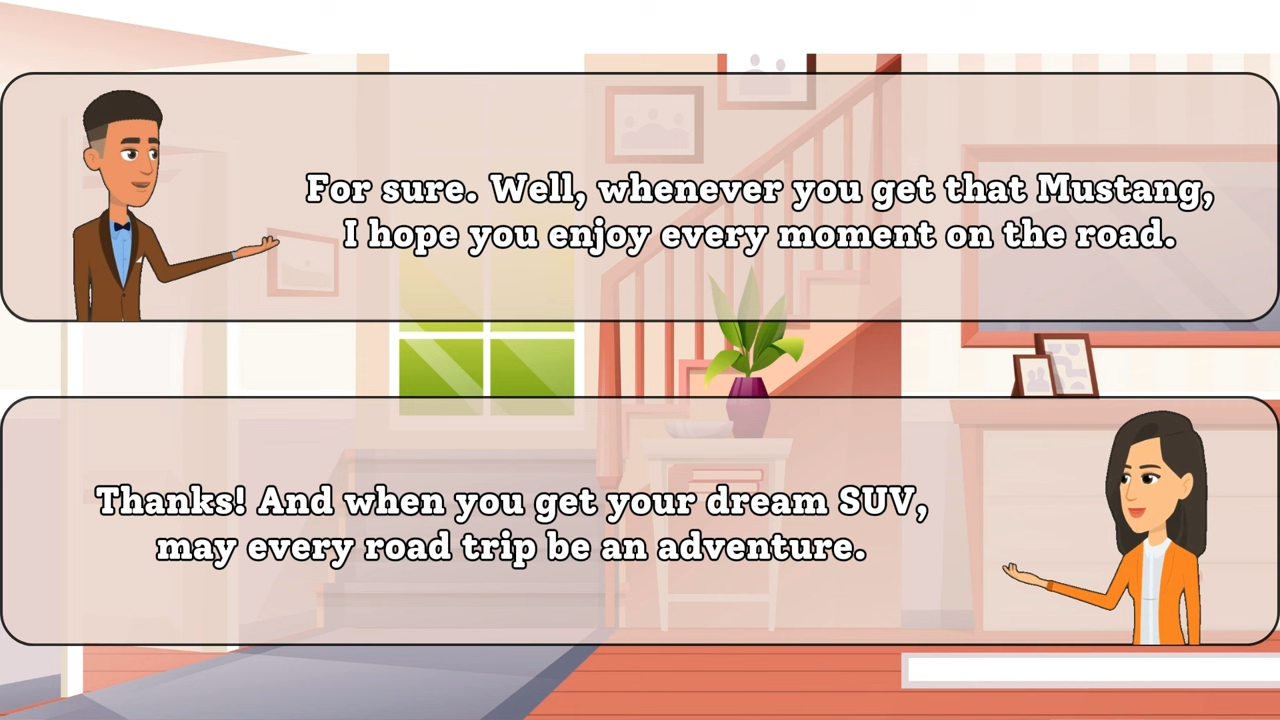 For sure. Well, whenever you get that Mustang,
I hope you enjoy every moment on the road.
Thanks! And when you get your dream SUV,
may every road trip be an adventure.